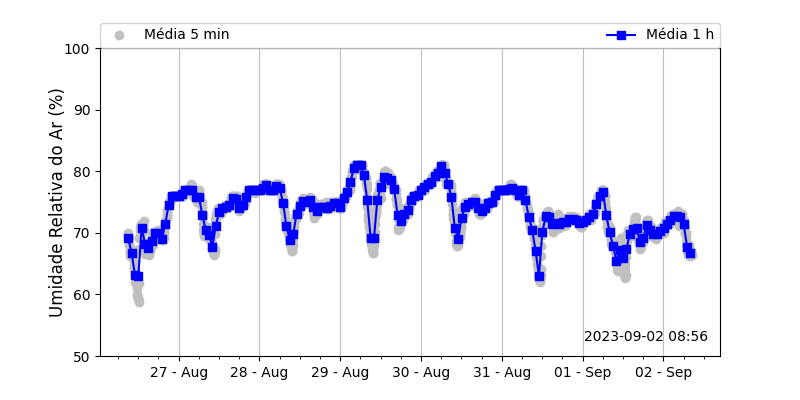 Média 5 min
Média 1 h
Umidade Relativa do Ar (%)
100
90
80
70
60
50
2023-09-02 08:56
27 - Aug
28 - Aug
29 - Aug
30 - Aug
31 - Aug
01 - Sep
02 - Sep